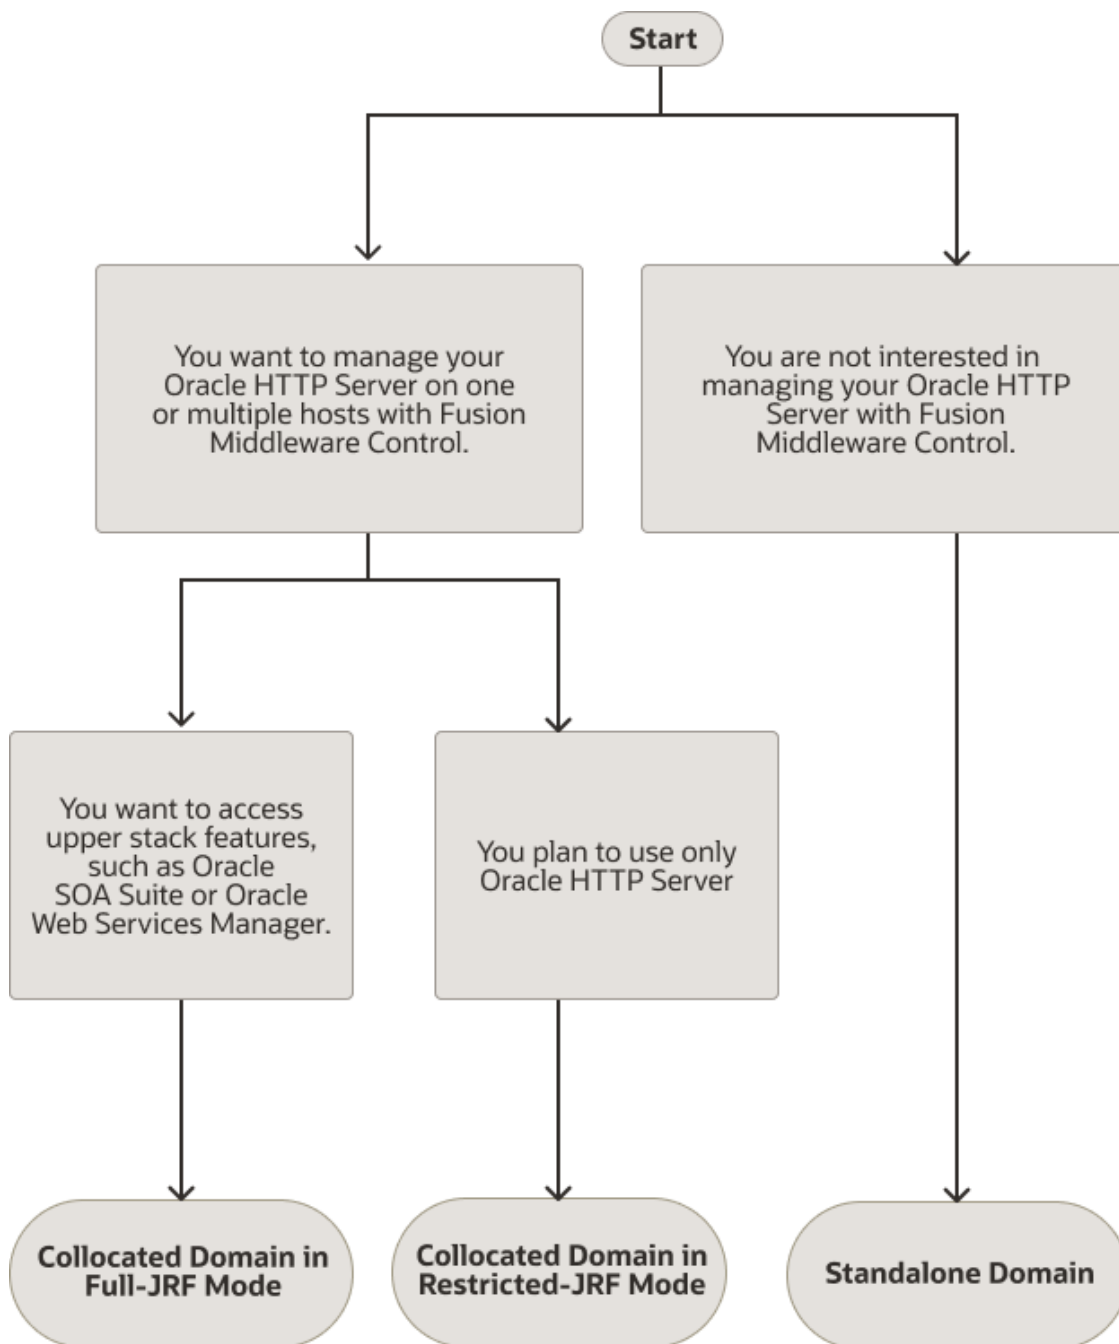 Start
You want to manage your
Oracle HTTP Server on one
or multiple hosts with Fusion
Middleware Control.
You are not interested in
managing your Oracle HTTP
Server with Fusion
Middleware Control.
You want to access
upper stack features,
such as Oracle
SOA Suite or Oracle
Web Services Manager.
You plan to use only
Oracle HTTP Server
Collocated Domain in
Full-JRF Mode
Collocated Domain in
Restricted-JRF Mode
Standalone Domain